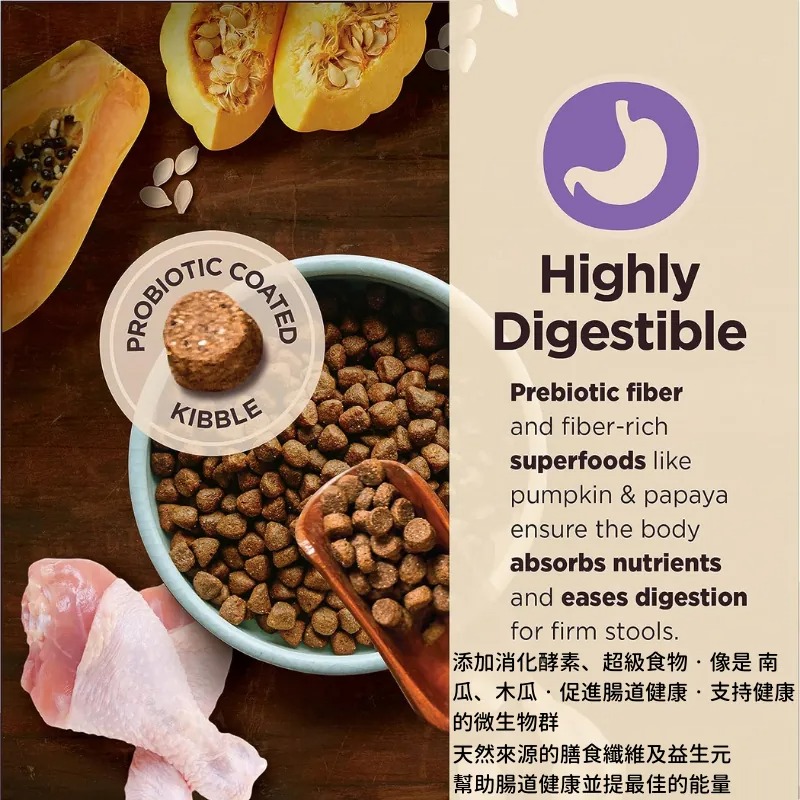 PROBIOTIC COATED
KIBBLE
Highly
Digestible
Prebiotic fiber
and fiber-rich
superfoods like
pumpkin & papaya
ensure the body
absorbs nutrients
and eases digestion
for firm stools.
添加消化酵素、超級食物，像是 南
瓜、木瓜，促進腸道健康，支持健康
的微生物群
天然來源的膳食纖維及益生元
幫助腸道健康並提最佳的能量